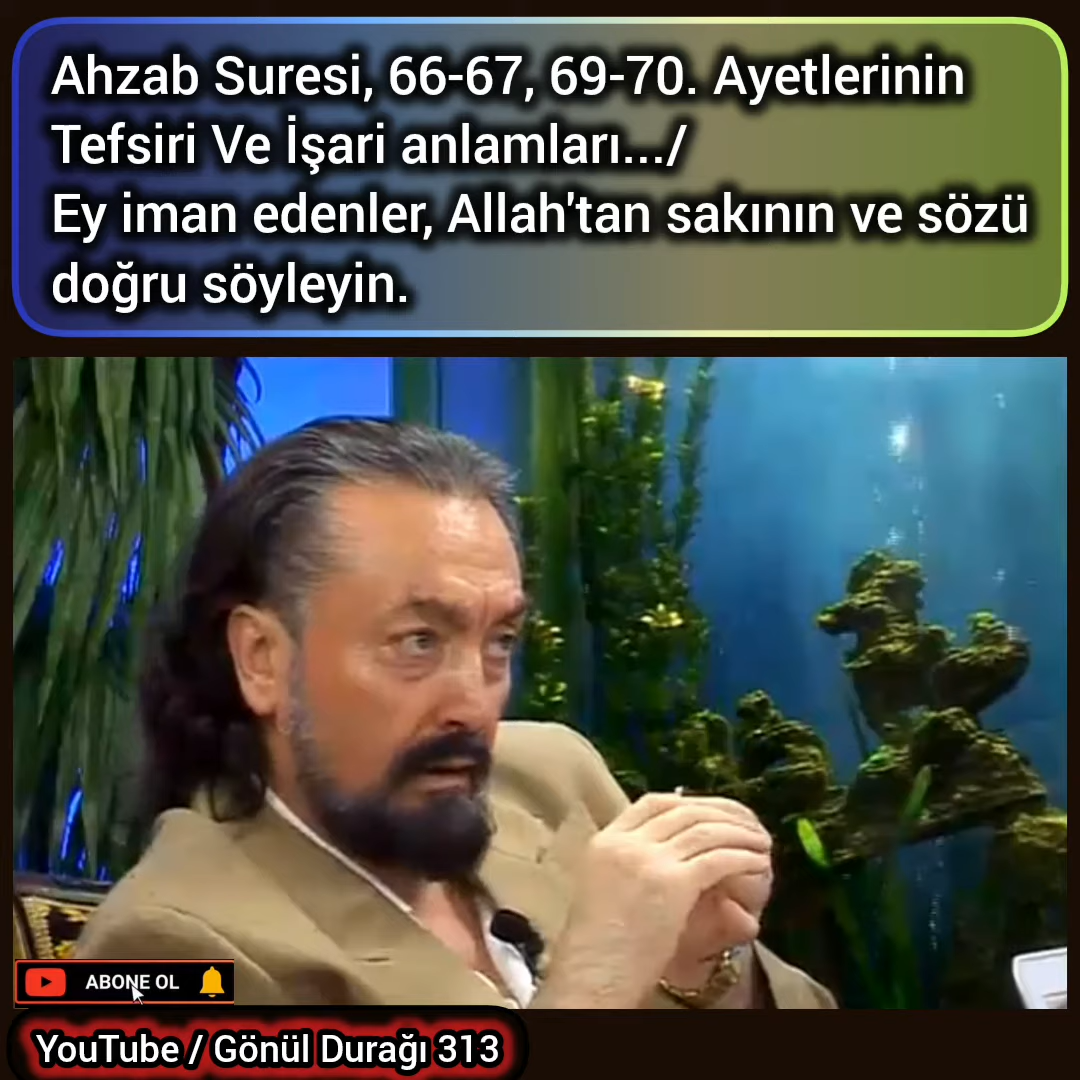 Ahzab Suresi, 66-67, 69-70. Ayetlerinin
Tefsiri Ve İşari anlamları.../
Ey iman edenler, Allah'tan sakının ve sözü
doğru söyleyin.
ABONE OL
YouTube / Gönül Durağı 313